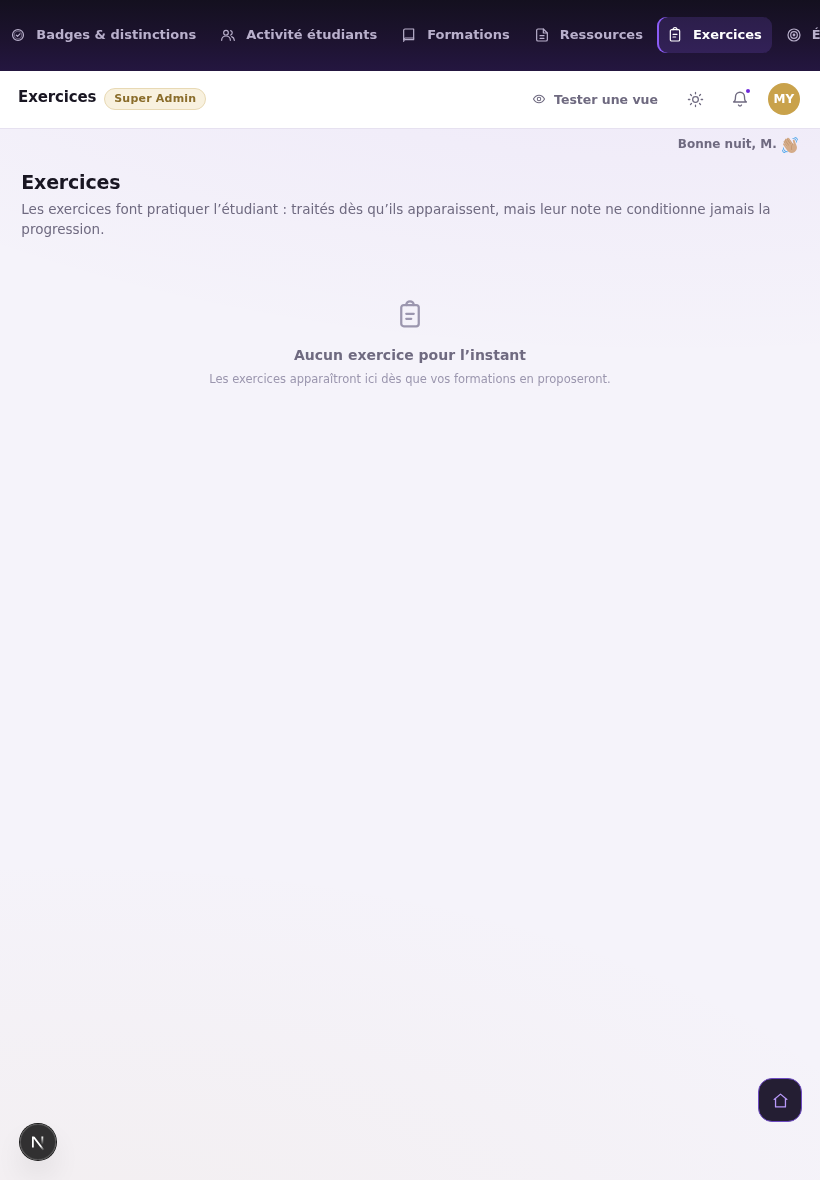 Badges & distinctions Activité étudiants Formations Ressources Exercices É
Exercices Super Admin Tester une vue MY
Bonne nuit, M. 👋🏽
Exercices
Les exercices font pratiquer l’étudiant : traités dès qu’ils apparaissent, mais leur note ne conditionne jamais la
progression.
Aucun exercice pour l’instant
Les exercices apparaîtront ici dès que vos formations en proposeront.
N